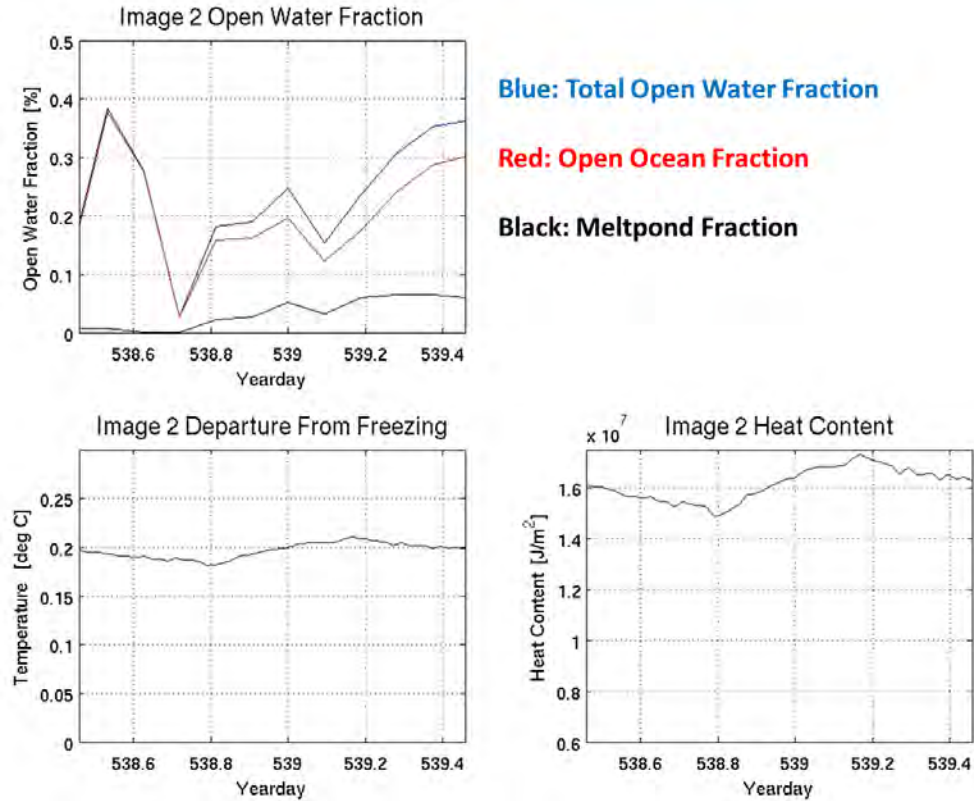 Image 2 Open Water Fraction
Open Water Fraction [%]
0.5
0.4
0.3
0.2
0.1
0
538.6 538.8 539 539.2 539.4
Yearday
Blue: Total Open Water Fraction
Red: Open Ocean Fraction
Black: Meltpond Fraction
Image 2 Departure From Freezing
Temperature [deg C]
0.25
0.2
0.15
0.1
0.05
0
538.6 538.8 539 539.2 539.4
Yearday
x 10^7
Image 2 Heat Content
Heat Content [J/m^2]
1.6
1.4
1.2
1
0.8
0.6
538.6 538.8 539 539.2 539.4
Yearday